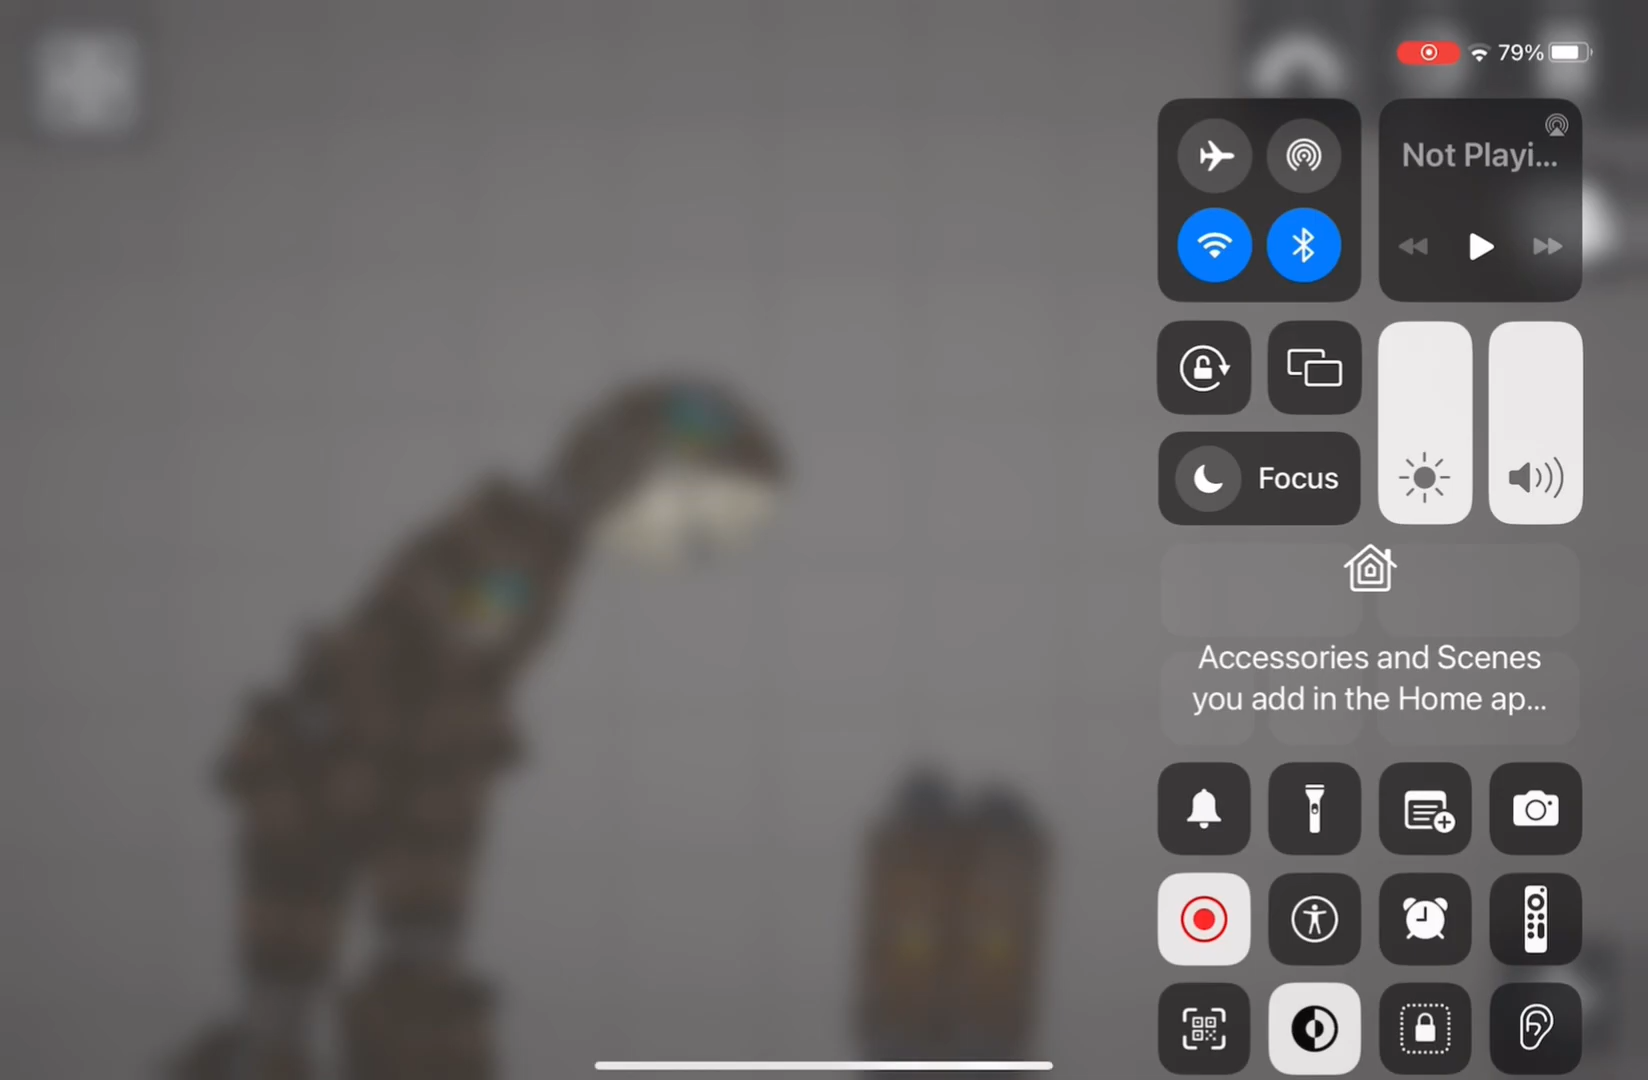 79%
Not Playi...
Focus
Accessories and Scenes
you add in the Home ap...